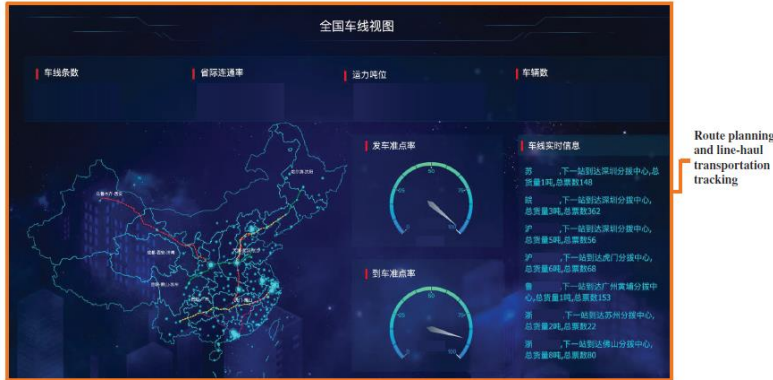 全国车线视图
车线条数
省际连通率
运力吨位
车辆数
发车准点率
50
100
到车准点率
50
100
车线实时信息
苏 ,下一站到达深圳分拨中心,总
货量1吨,总票数148
皖 ,下一站到达深圳分拨中心,
总货量3吨,总票数362
沪 ,下一站到达深圳分拨中心,
总货量5吨,总票数56
沪 ,下一站到达虎门分拨中心,
总货量6吨,总票数68
鲁 ,下一站到达广州黄埔分拨中
心,总货量1吨,总票数153
浙 ,下一站到达苏州分拨中心,
总货量2吨,总票数22
浙 ,下一站到达佛山分拨中心,
总货量8吨,总票数80
Route planning
and line-haul
transportation
tracking